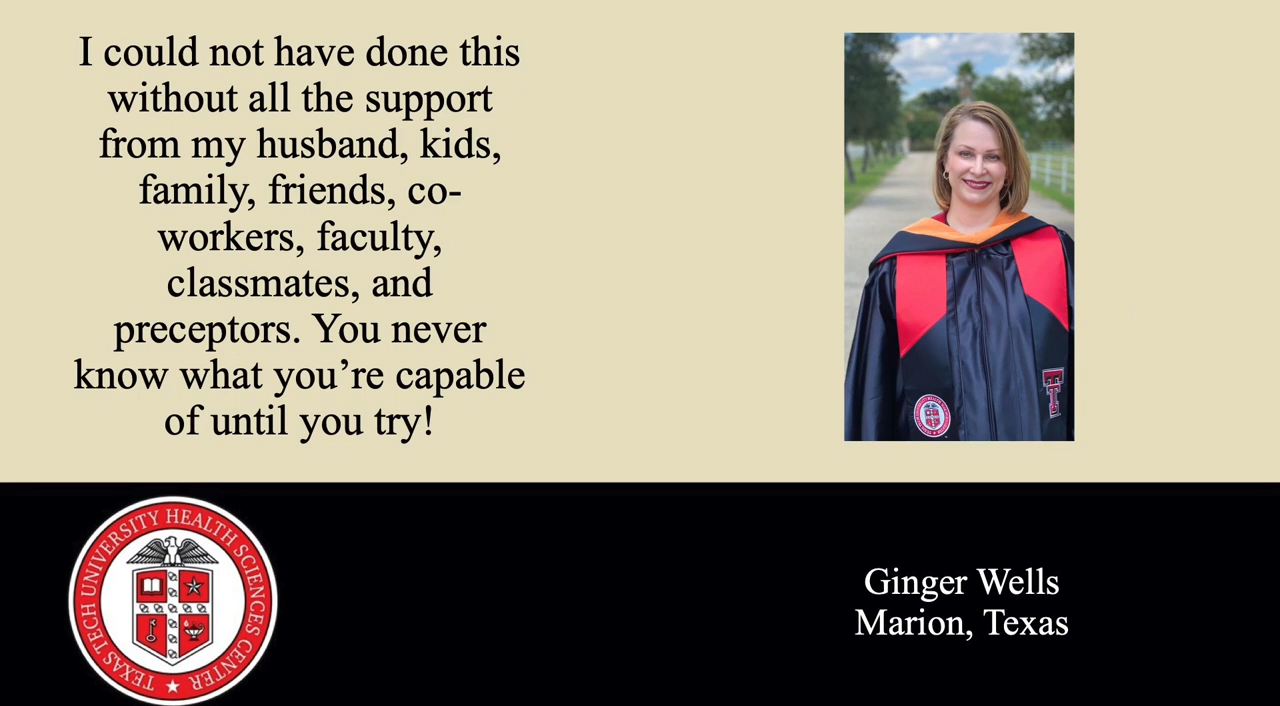 I could not have done this
without all the support
from my husband, kids,
family, friends, co-
workers, faculty,
classmates, and
preceptors. You never
know what you’re capable
of until you try!
TEXAS TECH UNIVERSITY HEALTH SCIENCES CENTER
Ginger Wells
Marion, Texas